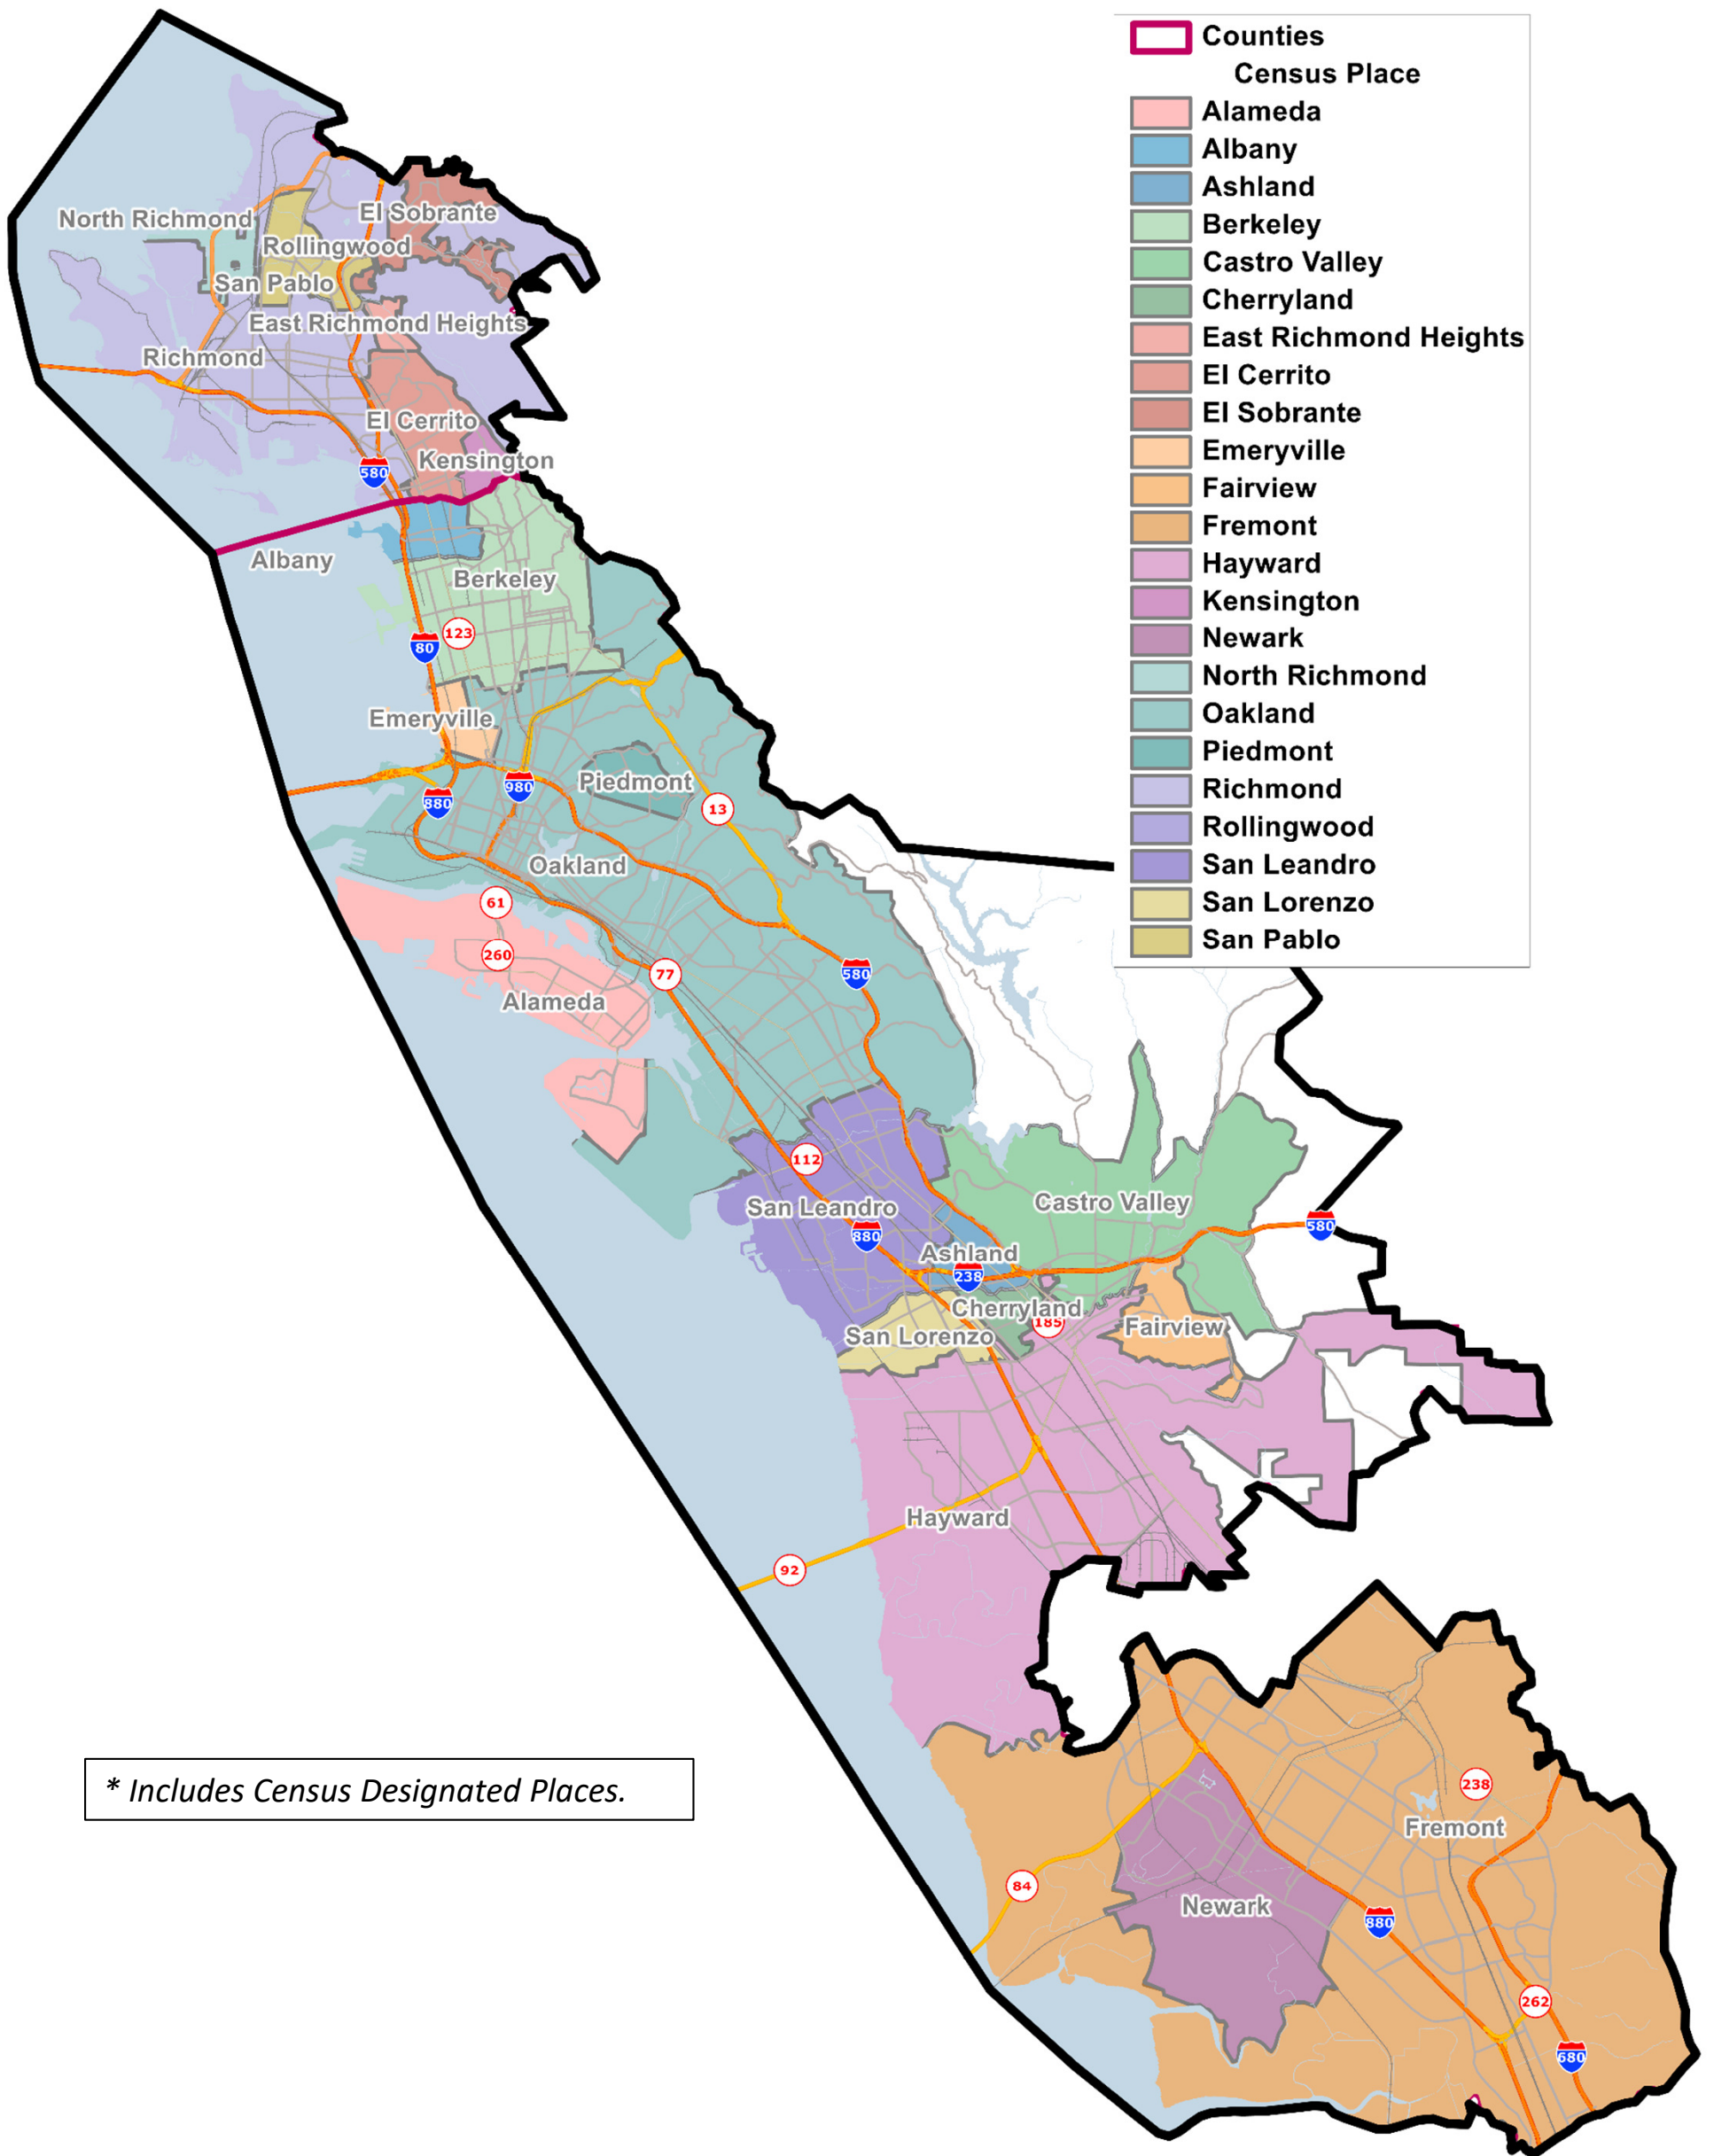 Counties
Census Place
Alameda
Albany
Ashland
Berkeley
Castro Valley
Cherryland
East Richmond Heights
El Cerrito
El Sobrante
Emeryville
Fairview
Fremont
Hayward
Kensington
Newark
North Richmond
Oakland
Piedmont
Richmond
Rollingwood
San Leandro
San Lorenzo
San Pablo
North Richmond
El Sobrante
Rollingwood
San Pablo
East Richmond Heights
Richmond
El Cerrito
Kensington
580
Albany
Berkeley
123
80
Emeryville
Piedmont
980
880
13
Oakland
61
260
77
580
Alameda
112
San Leandro
Castro Valley
880
580
Ashland
238
Cherryland
185
San Lorenzo
Fairview
Hayward
92
* Includes Census Designated Places.
238
Fremont
84
Newark
880
262
680